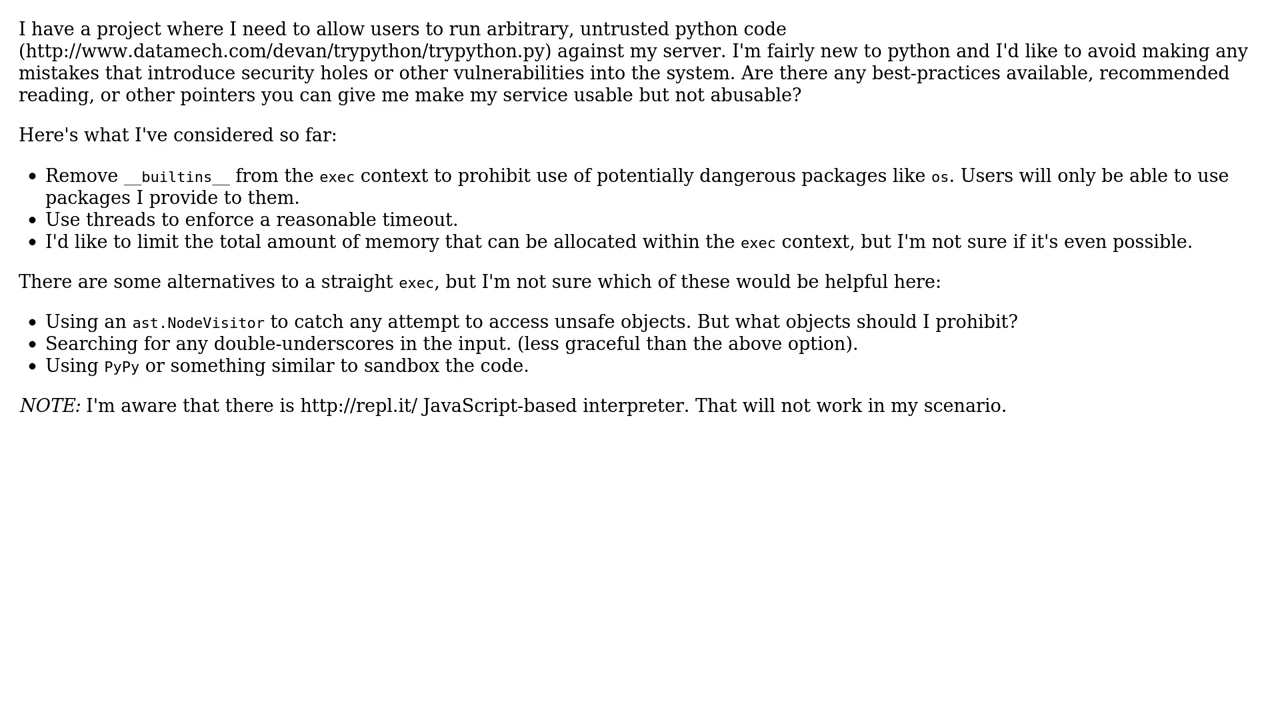 I have a project where I need to allow users to run arbitrary, untrusted python code
(http://www.datamech.com/devan/trypython/trypython.py) against my server. I'm fairly new to python and I'd like to avoid making any
mistakes that introduce security holes or other vulnerabilities into the system. Are there any best-practices available, recommended
reading, or other pointers you can give me make my service usable but not abusable?
Here's what I've considered so far:
• Remove __builtins__ from the exec context to prohibit use of potentially dangerous packages like os. Users will only be able to use
packages I provide to them.
• Use threads to enforce a reasonable timeout.
• I'd like to limit the total amount of memory that can be allocated within the exec context, but I'm not sure if it's even possible.
There are some alternatives to a straight exec, but I'm not sure which of these would be helpful here:
• Using an ast.NodeVisitor to catch any attempt to access unsafe objects. But what objects should I prohibit?
• Searching for any double-underscores in the input. (less graceful than the above option).
• Using PyPy or something similar to sandbox the code.
NOTE: I'm aware that there is http://repl.it/ JavaScript-based interpreter. That will not work in my scenario.